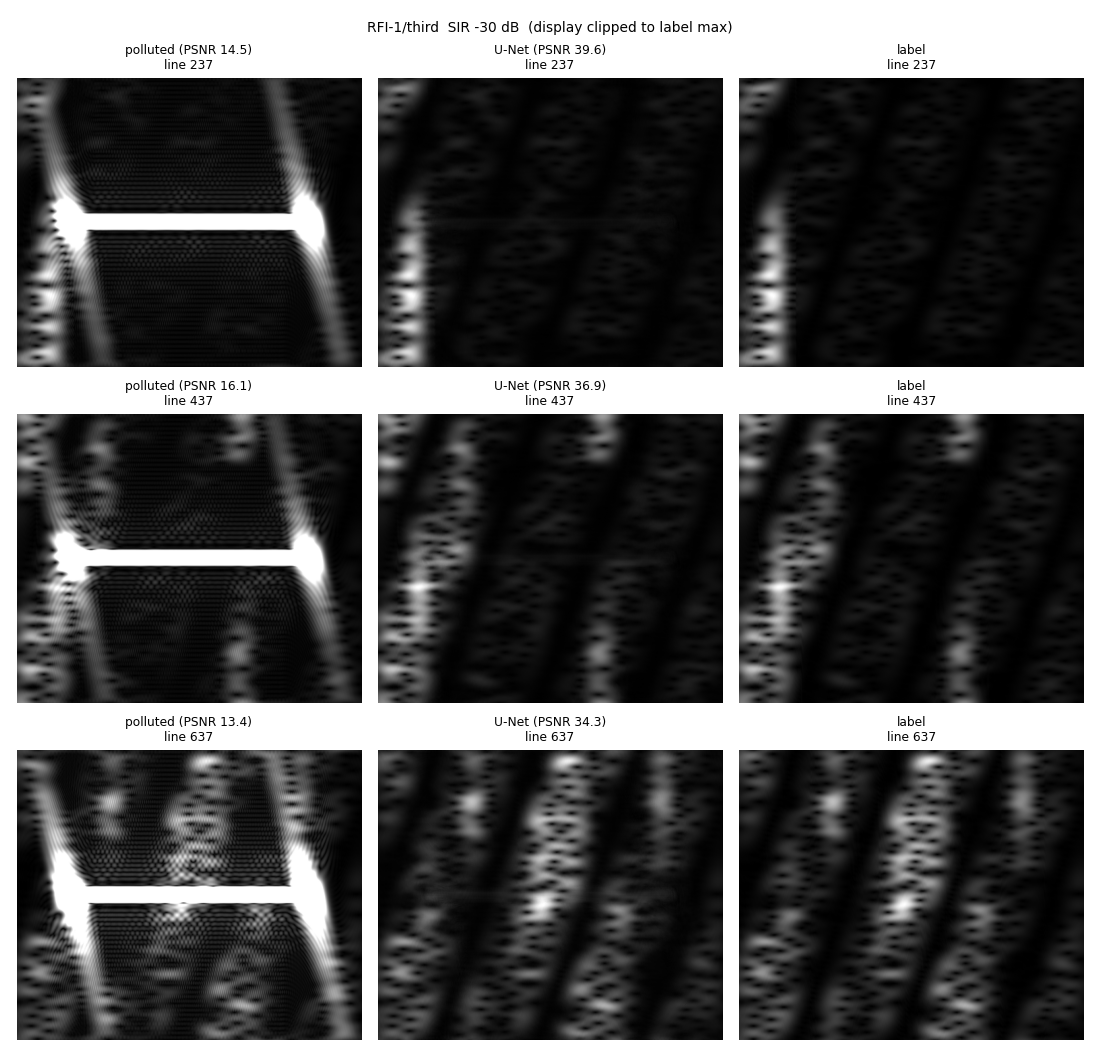 RFI-1/third  SIR -30 dB  (display clipped to label max)
polluted (PSNR 14.5)
line 237
U-Net (PSNR 39.6)
line 237
label
line 237
polluted (PSNR 16.1)
line 437
U-Net (PSNR 36.9)
line 437
label
line 437
polluted (PSNR 13.4)
line 637
U-Net (PSNR 34.3)
line 637
label
line 637